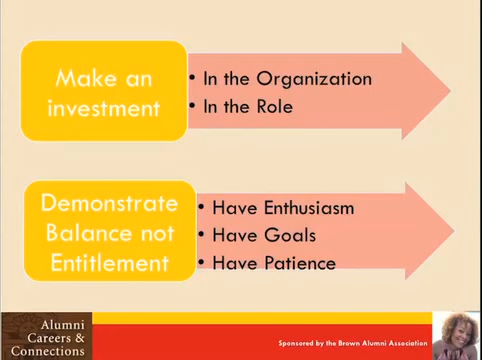 Make an
investment
• In the Organization
• In the Role
Demonstrate
Balance not
Entitlement
• Have Enthusiasm
• Have Goals
• Have Patience
Alumni
Careers &
Connections
Sponsored by the Brown Alumni Association